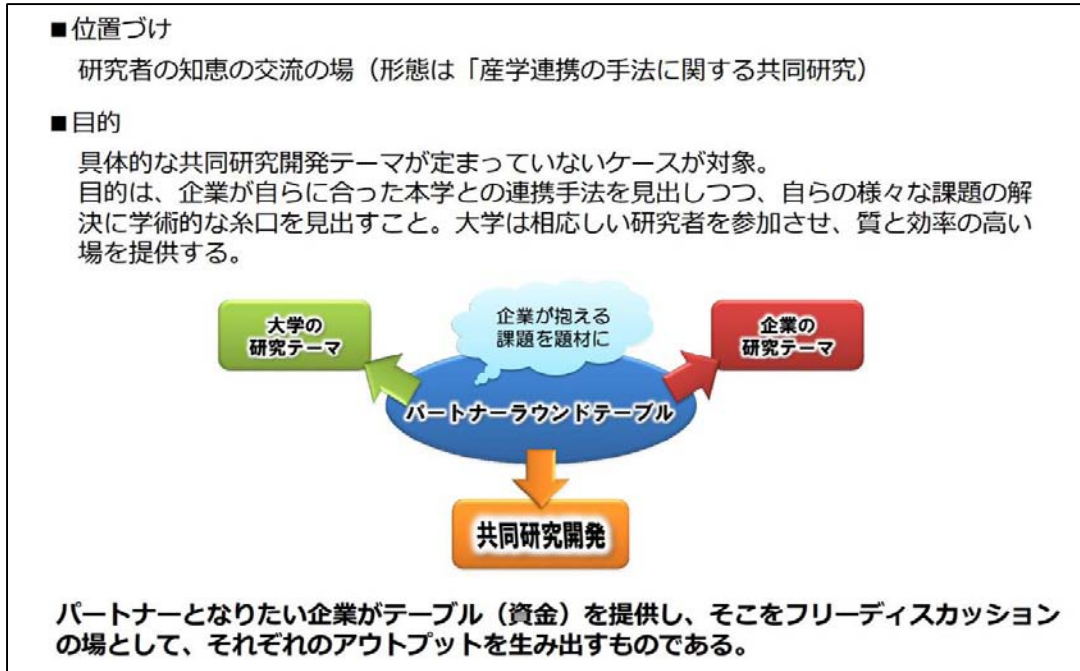 ■位置づけ
研究者の知恵の交流の場（形態は「産学連携の手法に関する共同研究）
■目的
具体的な共同研究開発テーマが定まっていないケースが対象。
目的は、企業が自らに合った本学との連携手法を見出しつつ、自らの様々な課題の解
決に学術的な糸口を見出すこと。大学は相応しい研究者を参加させ、質と効率の高い
場を提供する。
大学の
研究テーマ
企業が抱える
課題を題材に
企業の
研究テーマ
パートナーラウンドテーブル
共同研究開発
パートナーとなりたい企業がテーブル（資金）を提供し、そこをフリーディスカッション
の場として、それぞれのアウトプットを生み出すものである。